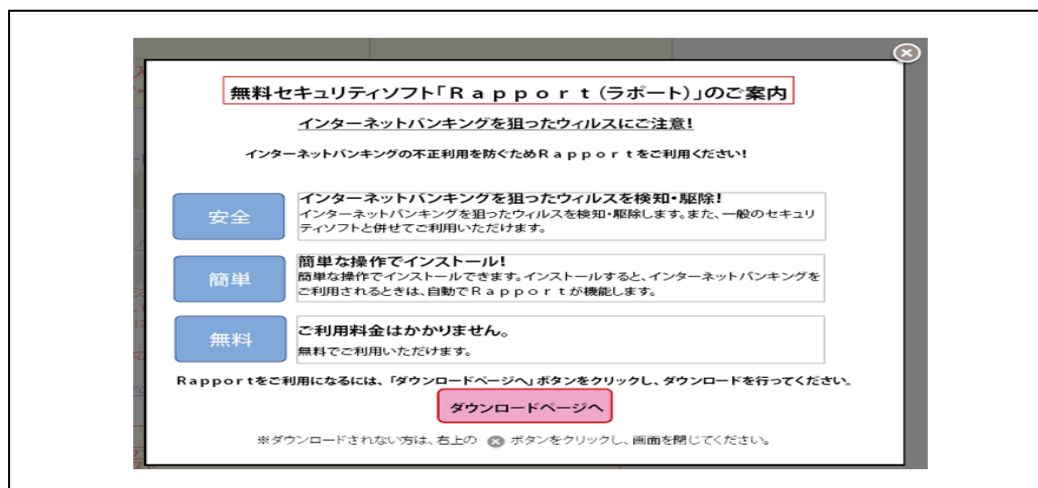 無料セキュリティソフト「Ｒａｐｐｏｒｔ（ラポート）」のご案内
インターネットバンキングを狙ったウィルスにご注意！
インターネットバンキングの不正利用を防ぐためＲａｐｐｏｒｔをご利用ください！
安全
インターネットバンキングを狙ったウィルスを検知・駆除！
インターネットバンキングを狙ったウィルスを検知・駆除します。また、一般のセキュリ
ティソフトと併せてご利用いただけます。
簡単
簡単な操作でインストール！
簡単な操作でインストールできます。インストールすると、インターネットバンキングを
ご利用されるときは、自動でＲａｐｐｏｒｔが機能します。
無料
ご利用料金はかかりません。
無料でご利用いただけます。
Ｒａｐｐｏｒｔをご利用になるには、「ダウンロードページへ」ボタンをクリックし、ダウンロードを行ってください。
ダウンロードページへ
※ダウンロードされない方は、右上の ボタンをクリックし、画面を閉じてください。